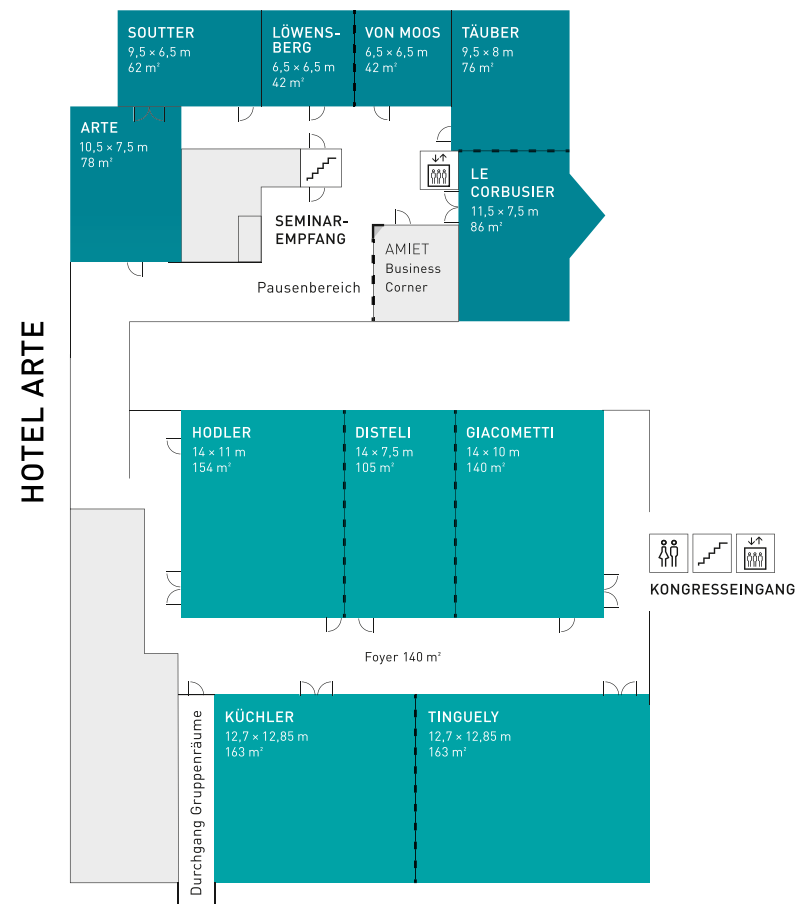 SOUTTER
9,5 × 6,5 m
62 m²
LÖWENS-
BERG
6,5 × 6,5 m
42 m²
VON MOOS
6,5 × 6,5 m
42 m²
TÄUBER
9,5 × 8 m
76 m²
ARTE
10,5 × 7,5 m
78 m²
LE
CORBUSIER
11,5 × 7,5 m
86 m²
SEMINAR-
EMPFANG
AMIET
Business
Corner
Pausenbereich
HOTEL ARTE
HODLER
14 × 11 m
154 m²
DISTELI
14 × 7,5 m
105 m²
GIACOMETTI
14 × 10 m
140 m²
KONGRESSEINGANG
Foyer 140 m²
Durchgang Gruppenräume
KÜCHLER
12,7 × 12,85 m
163 m²
TINGUELY
12,7 × 12,85 m
163 m²